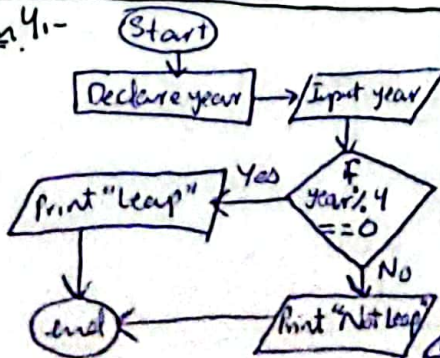 4.-
Start
Declare year
Input year
If
year % 4
== 0
Yes
Print "Leap"
No
Print "Not Leap"
end